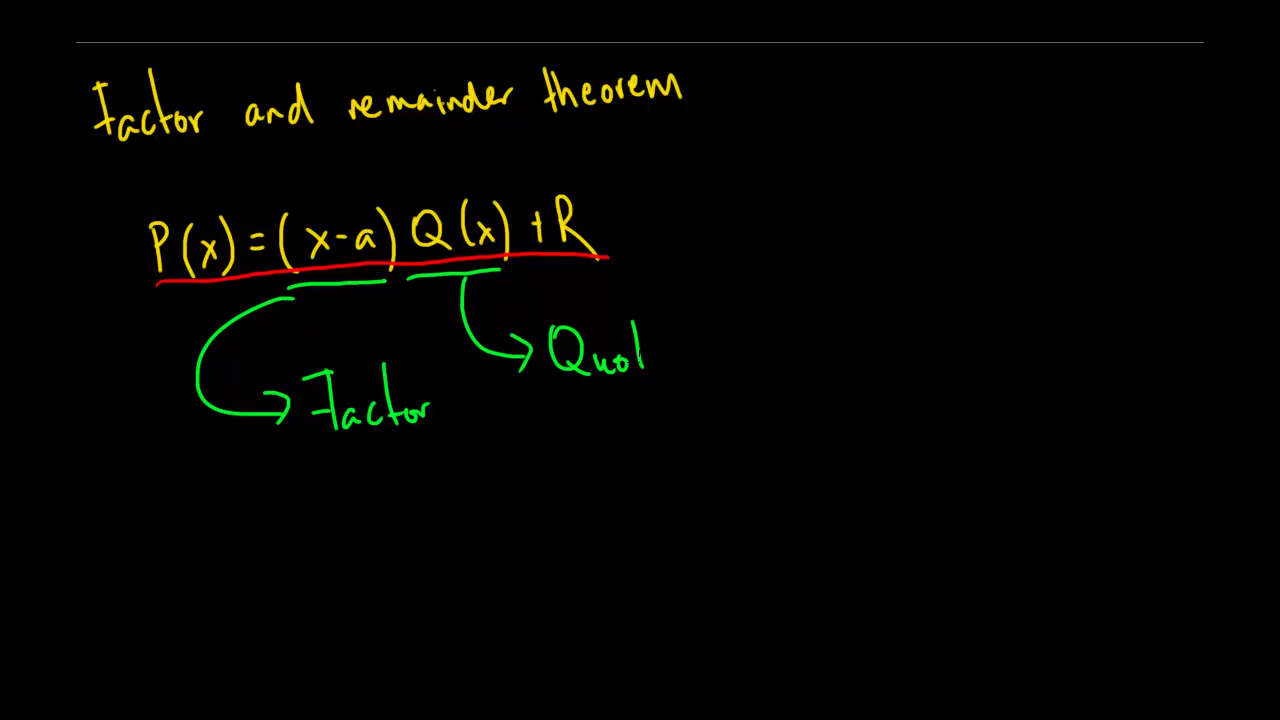 Factor and remainder theorem
P(x) = (x-a) Q(x) + R
Quot
Factor